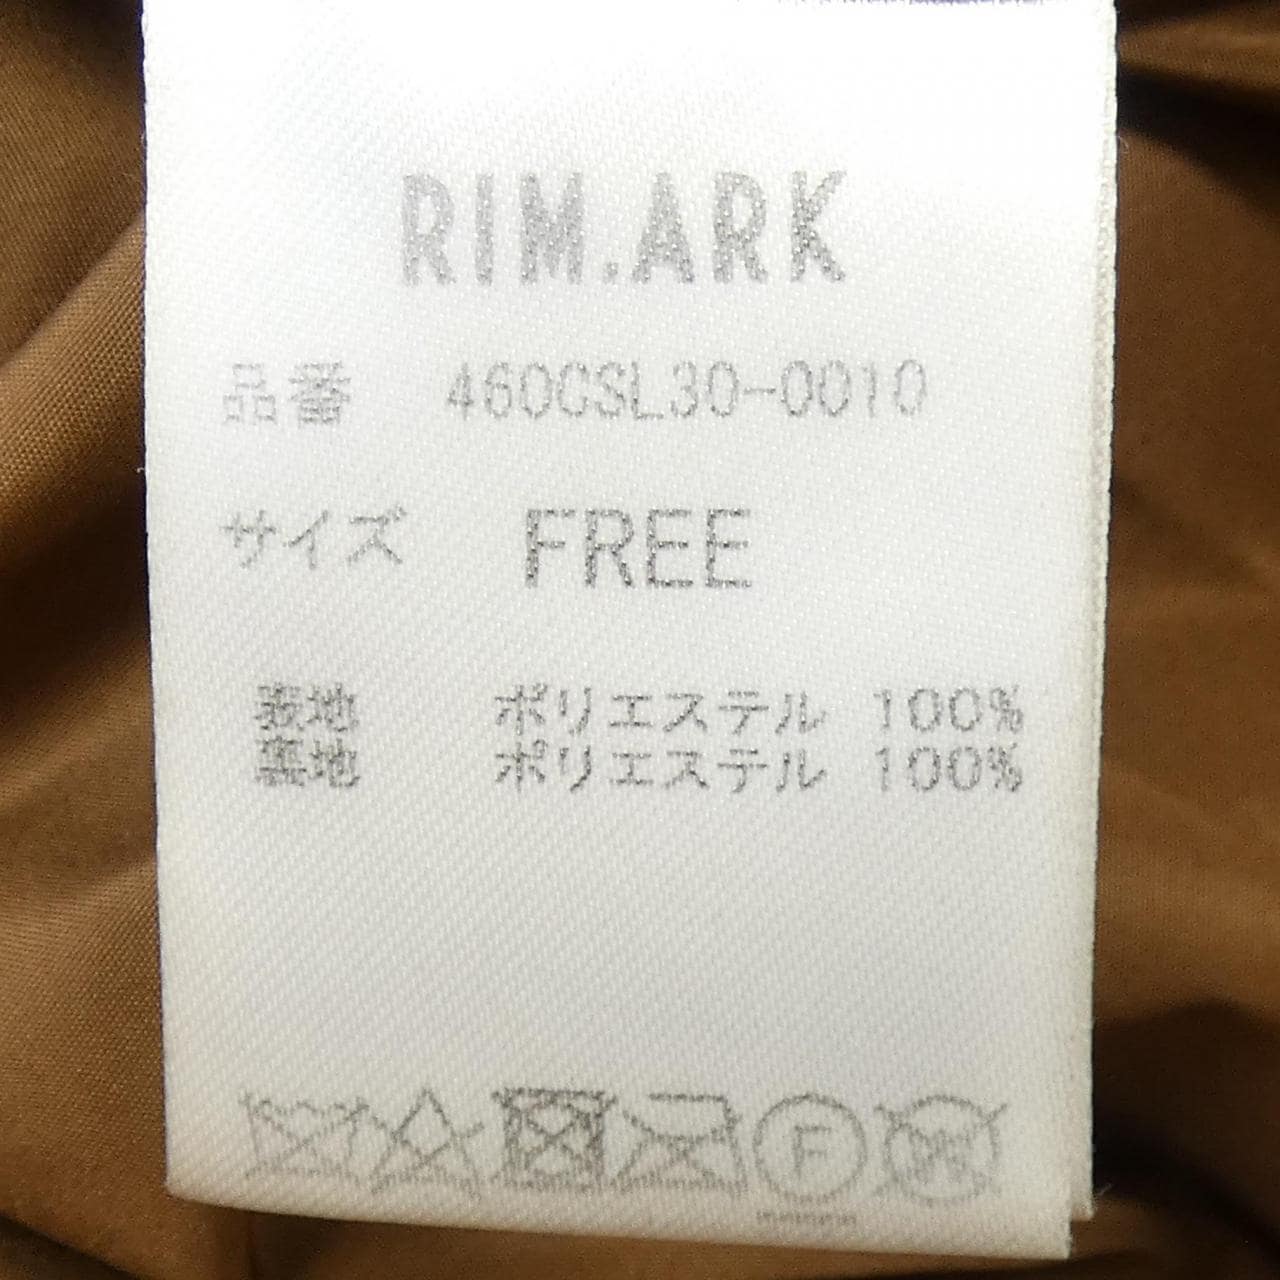 RIM.ARK
品番 460CSL30-0010
サイズ FREE
表地 ポリエステル 100%
裏地 ポリエステル 100%
F
W